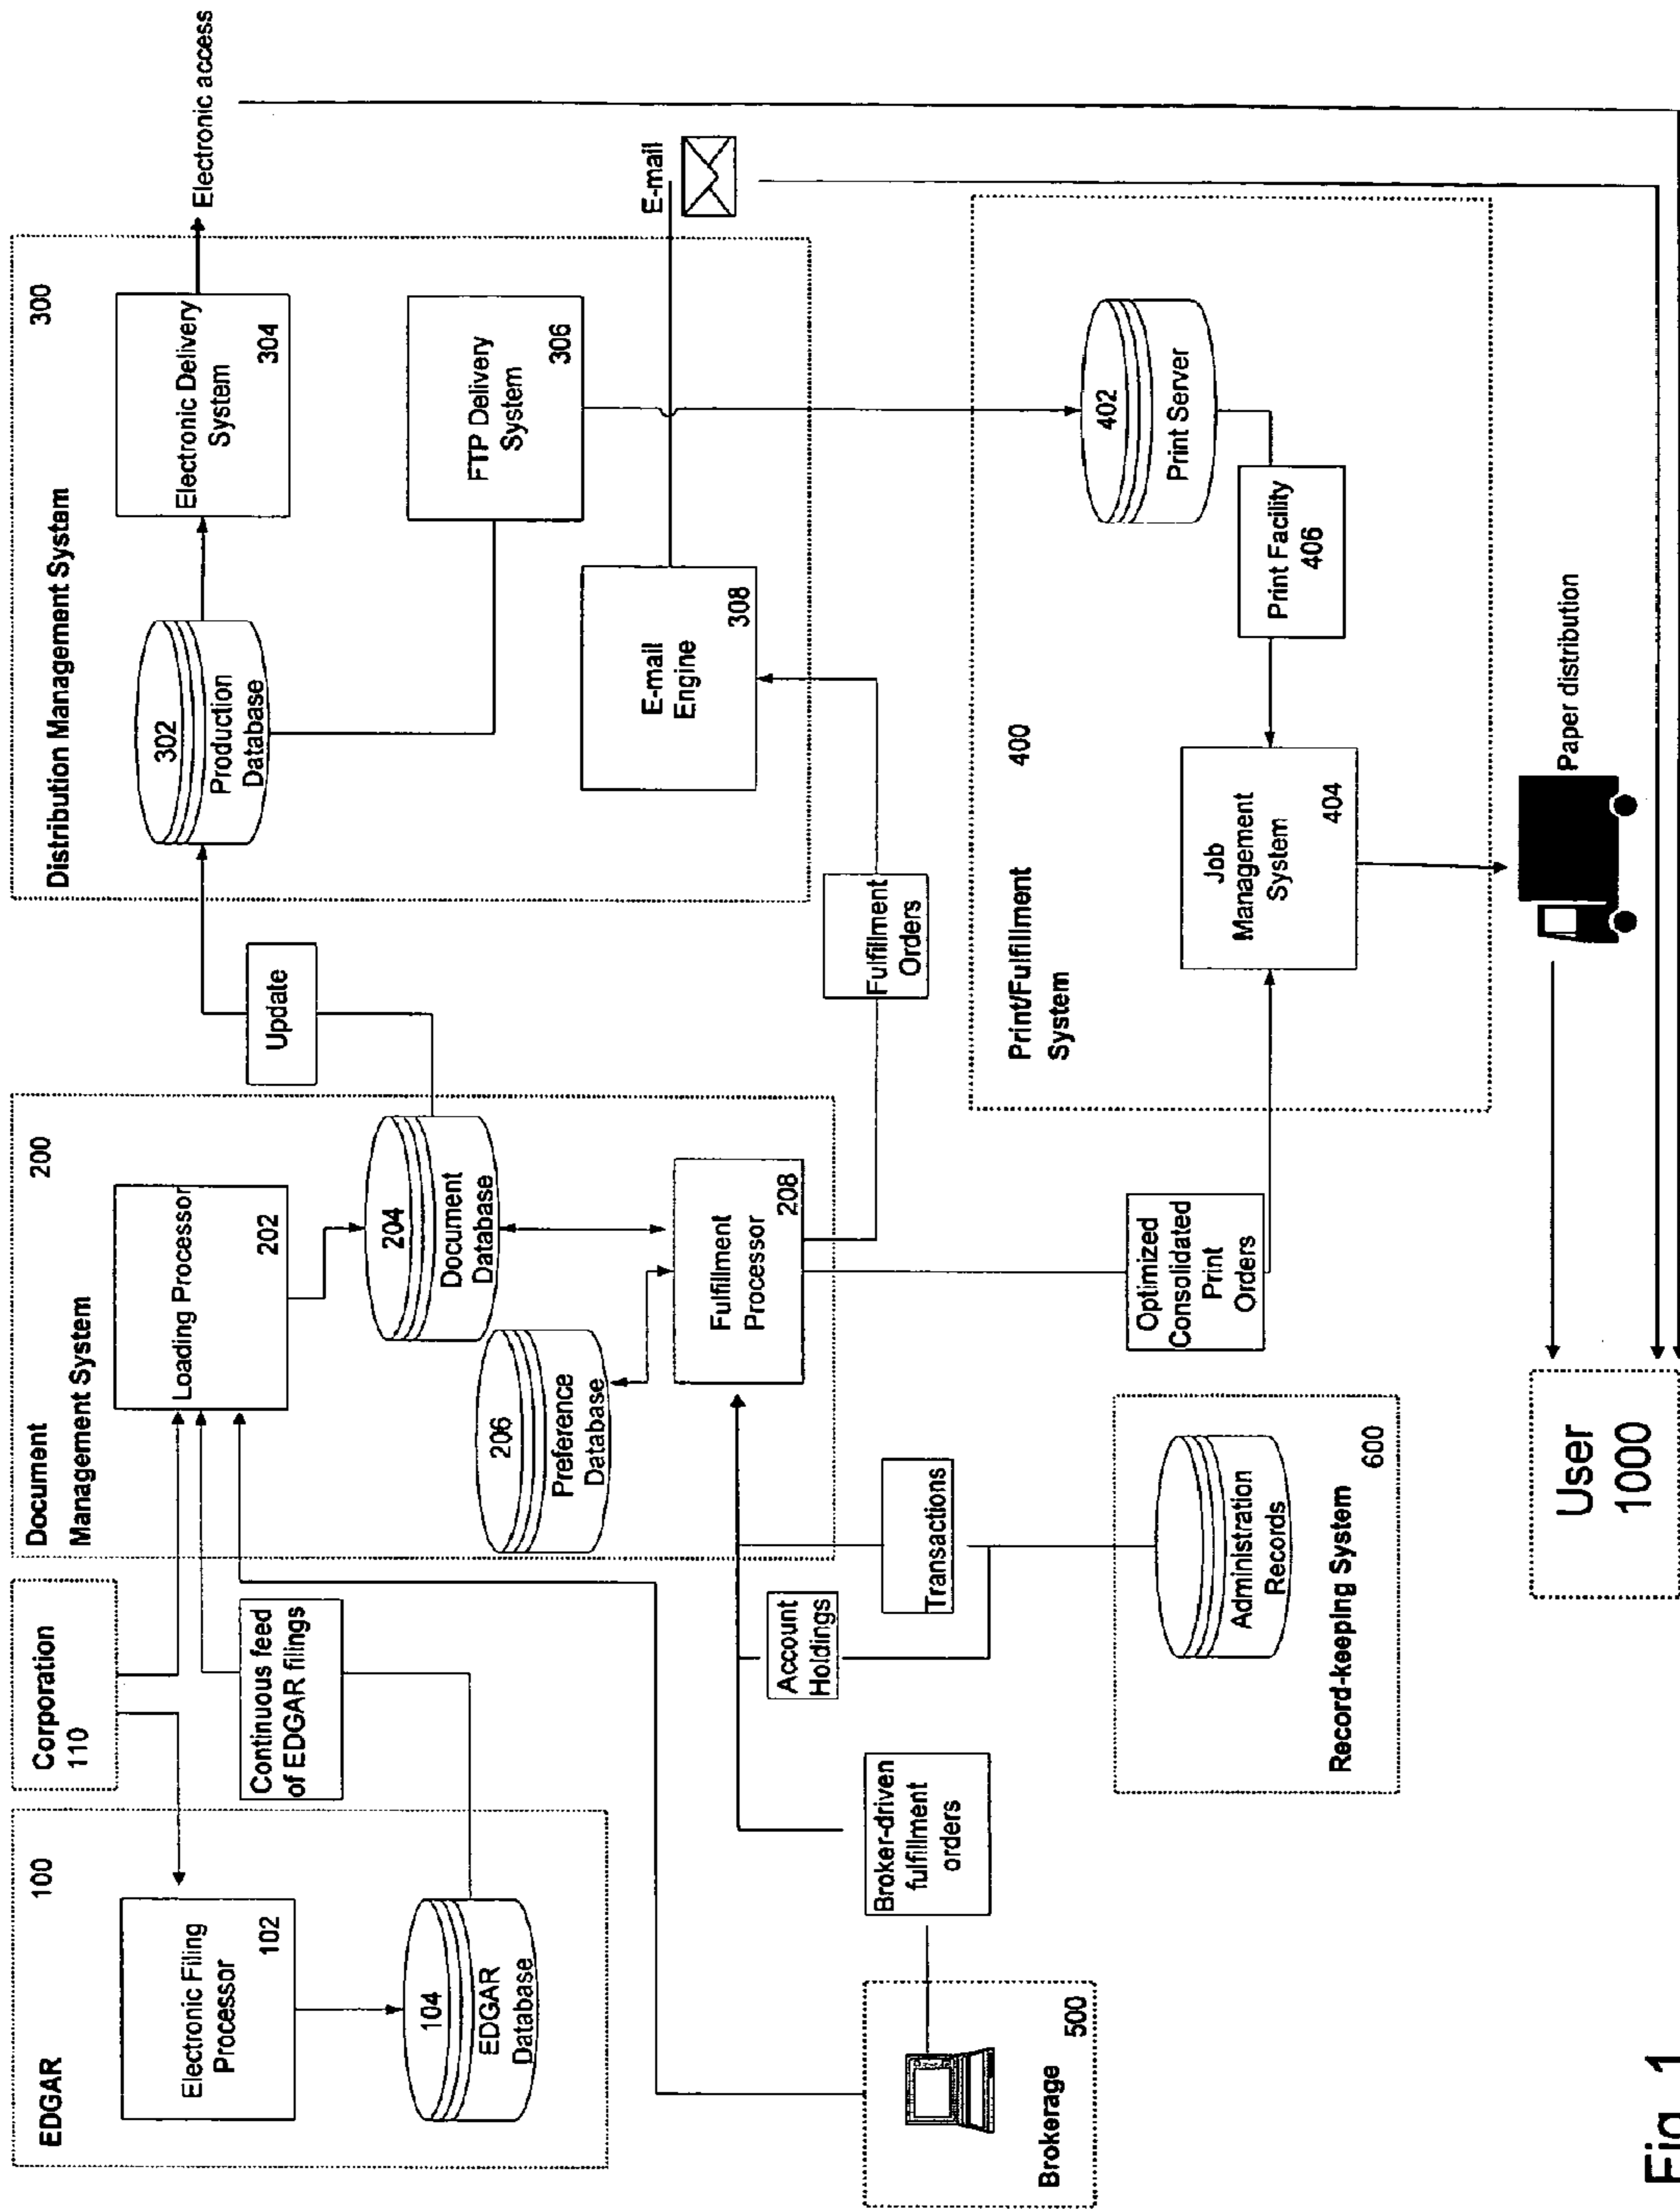 EDGAR
100
Electronic Filing
Processor
102
104
EDGAR
Database
Corporation
110
Continuous feed
of EDGAR filings
Document
Management System
200
Loading Processor
202
204
Document
Database
206
Preference
Database
Fulfillment
Processor
208
Update
Distribution Management System
300
302
Production
Database
Electronic Delivery
System
304
FTP Delivery
System
306
E-mail
Engine
308
Electronic access
E-mail
Fulfillment
Orders
Brokerage
500
Broker-driven
fulfillment
orders
Account
Holdings
Transactions
Administration
Records
Record-keeping System
600
Optimized
Consolidated
Print
Orders
Print/Fulfillment
System
400
402
Print Server
Print Facility
406
Job
Management
System
404
Paper distribution
User
1000
Fig. 1